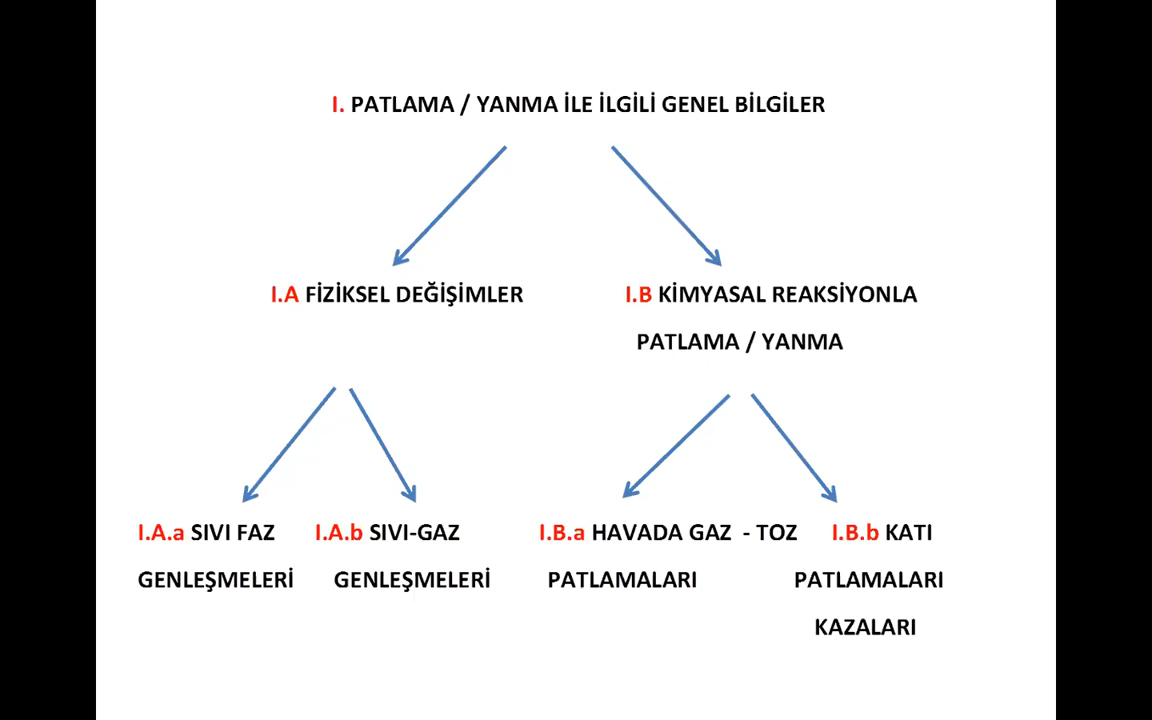 I. PATLAMA / YANMA İLE İLGİLİ GENEL BİLGİLER
I.A FİZİKSEL DEĞİŞİMLER
I.B KİMYASAL REAKSİYONLA
PATLAMA / YANMA
I.A.a SIVI FAZ
GENLEŞMELERİ
I.A.b SIVI-GAZ
GENLEŞMELERİ
I.B.a HAVADA GAZ - TOZ
PATLAMALARI
I.B.b KATI
PATLAMALARI
KAZALARI